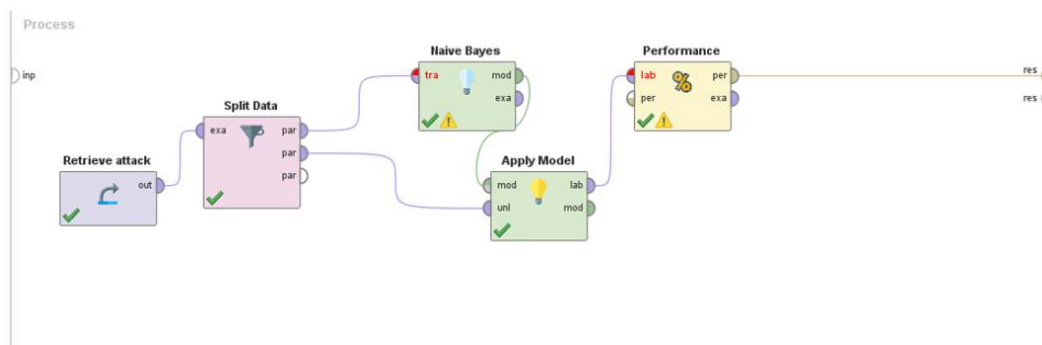 Process
inp
Retrieve attack
out
Split Data
exa
par
par
par
Naive Bayes
tra
mod
exa
Apply Model
mod
lab
unl
mod
Performance
%
lab
per
per
exa
res
res